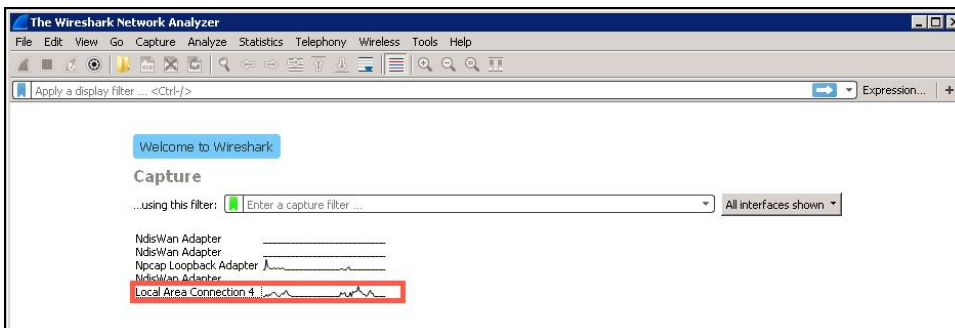 The Wireshark Network Analyzer
File Edit View Go Capture Analyze Statistics Telephony Wireless Tools Help
Apply a display filter ... <Ctrl-/>
Expression... +
Welcome to Wireshark
Capture
...using this filter: Enter a capture filter ... All interfaces shown
NdisWan Adapter
NdisWan Adapter
Npcap Loopback Adapter
NdisWan Adapter
Local Area Connection 4